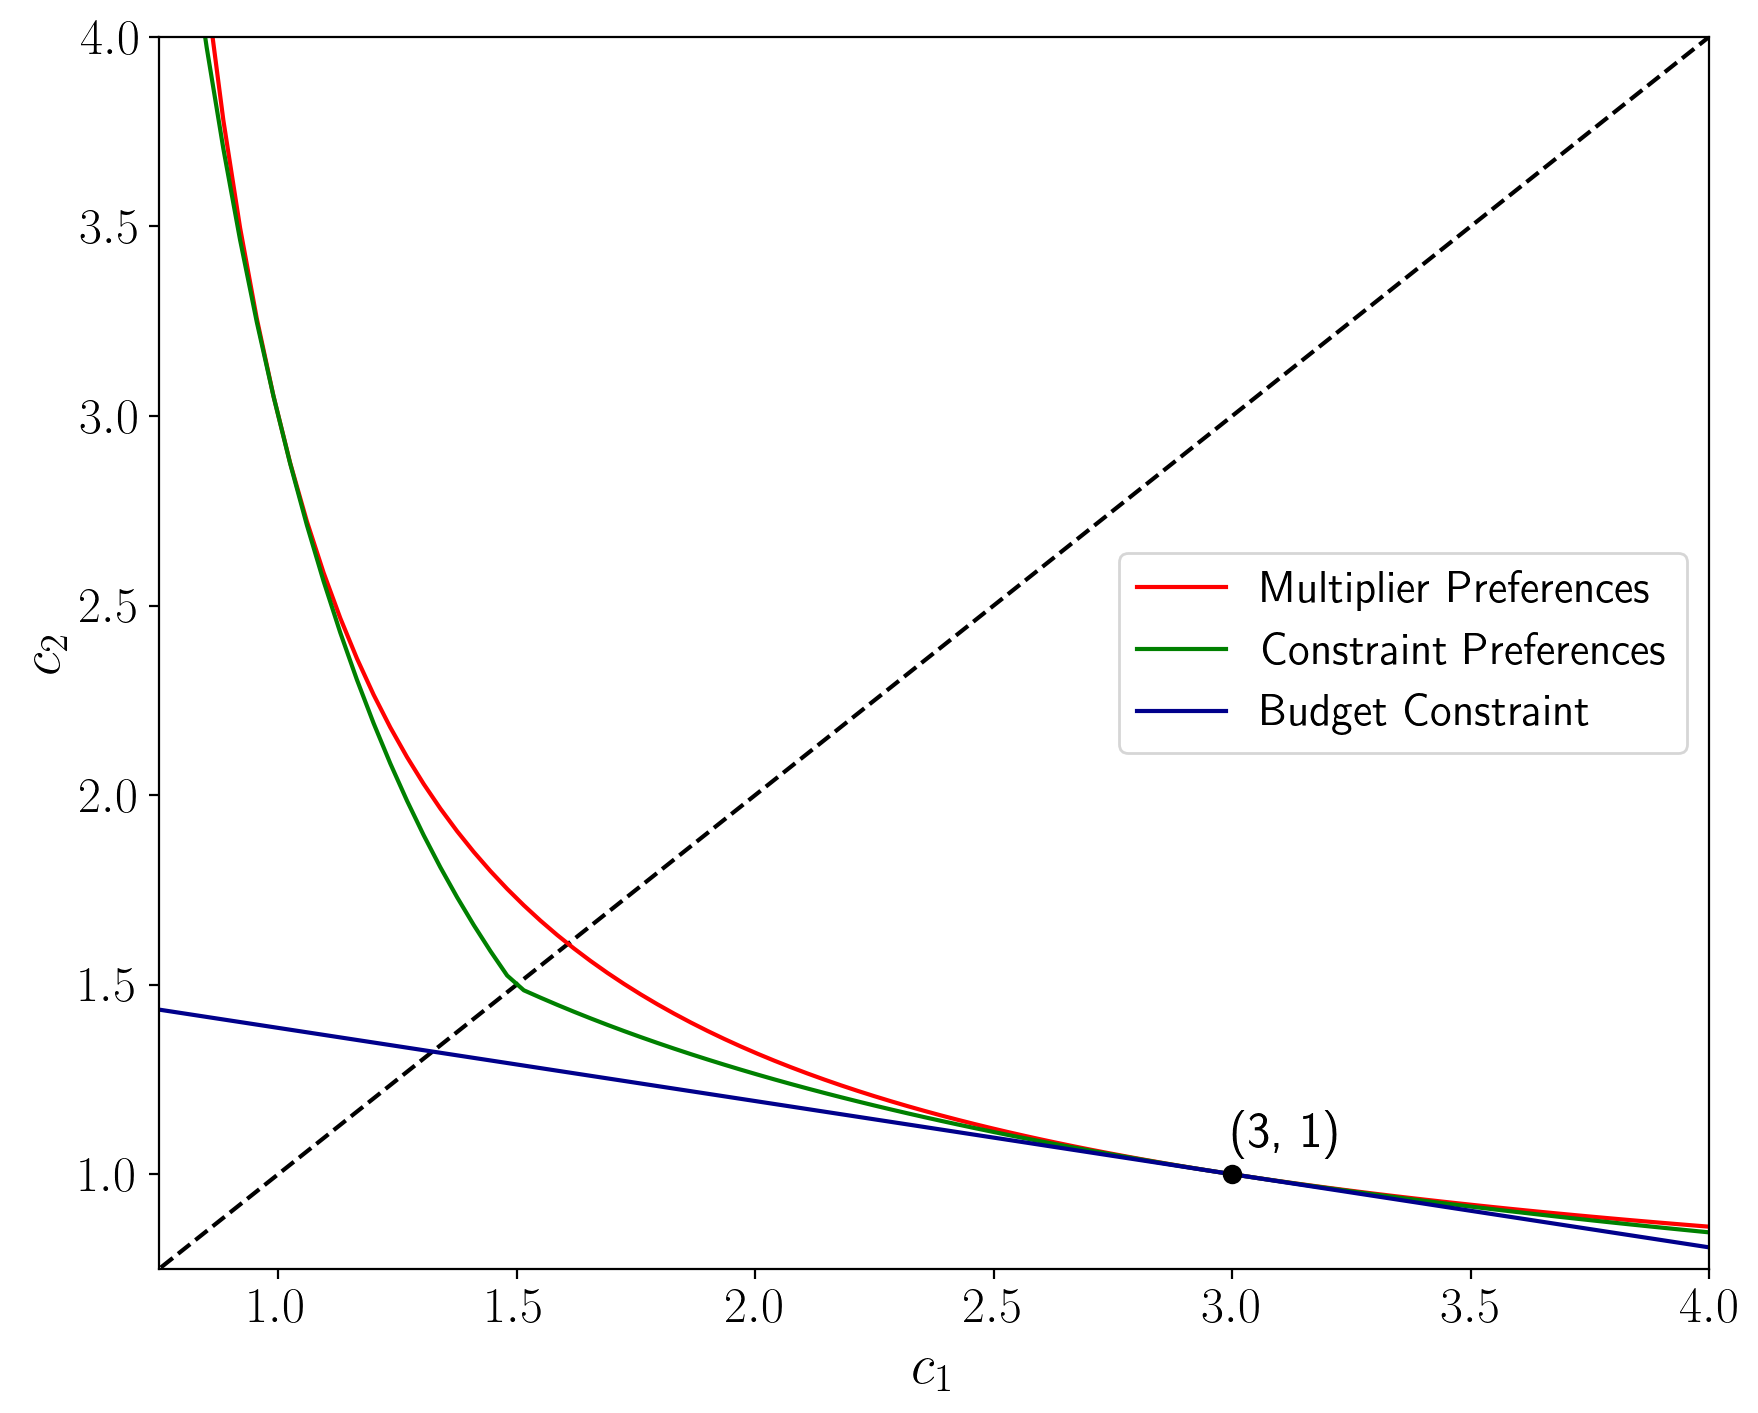 4.0
3.5
3.0
2.5
2.0
1.5
1.0
c₂
Multiplier Preferences
Constraint Preferences
Budget Constraint
(3, 1)
1.0 1.5 2.0 2.5 3.0 3.5 4.0
c₁